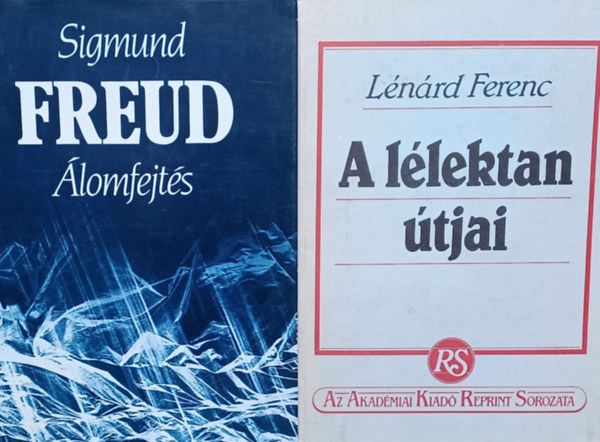 Sigmund
FREUD
Álomfejtés
Lénárd Ferenc
A lélektan
útjai
RS
AZ AKADÉMIAI KIADÓ REPRINT SOROZATA